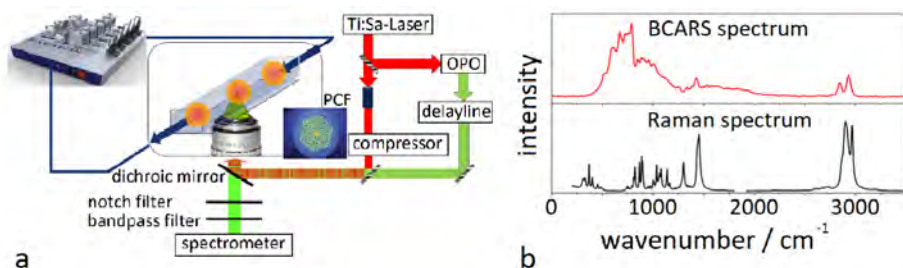 Ti:Sa-Laser
OPO
PCF
delayline
compressor
dichroic mirror
notch filter
bandpass filter
spectrometer
a
BCARS spectrum
Raman spectrum
intensity
0
1000
2000
3000
wavenumber / cm⁻¹
b